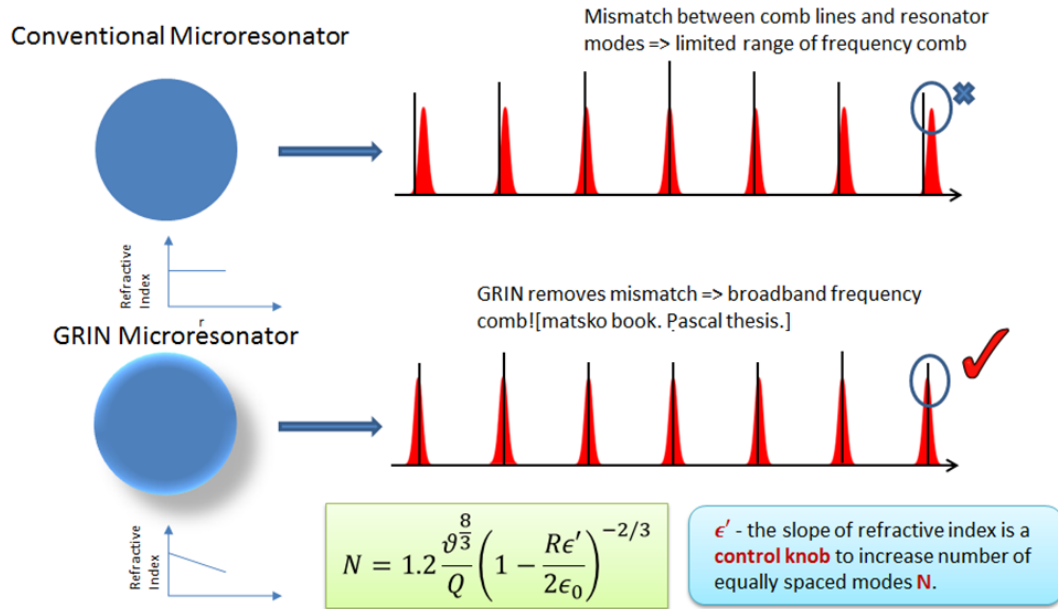 Conventional Microresonator
Mismatch between comb lines and resonator
modes => limited range of frequency comb
Refractive
Index
r
GRIN Microresonator
GRIN removes mismatch => broadband frequency
comb![matsko book. Pascal thesis.]
Refractive
Index
N = 1.2 ϑ^(8/3)/Q (1 − Rϵ′/2ϵ₀)^(−2/3)
ϵ′ - the slope of refractive index is a
control knob to increase number of
equally spaced modes N.